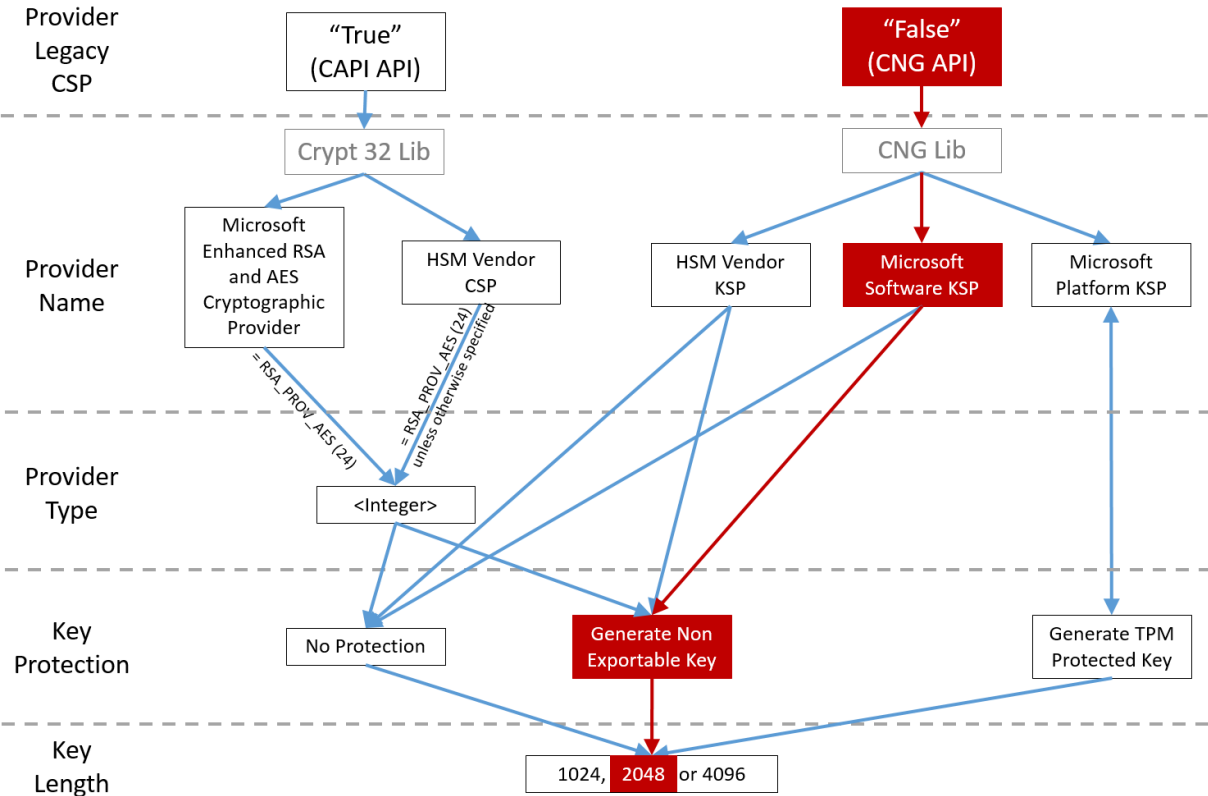 Provider
Legacy
CSP
“True”
(CAPI API)
“False”
(CNG API)
Crypt 32 Lib
CNG Lib
Provider
Name
Microsoft
Enhanced RSA
and AES
Cryptographic
Provider
HSM Vendor
CSP
HSM Vendor
KSP
Microsoft
Software KSP
Microsoft
Platform KSP
= RSA_PROV_AES (24)
= RSA_PROV_AES (24)
unless otherwise specified
Provider
Type
<Integer>
Key
Protection
No Protection
Generate Non
Exportable Key
Generate TPM
Protected Key
Key
Length
1024, 2048 or 4096